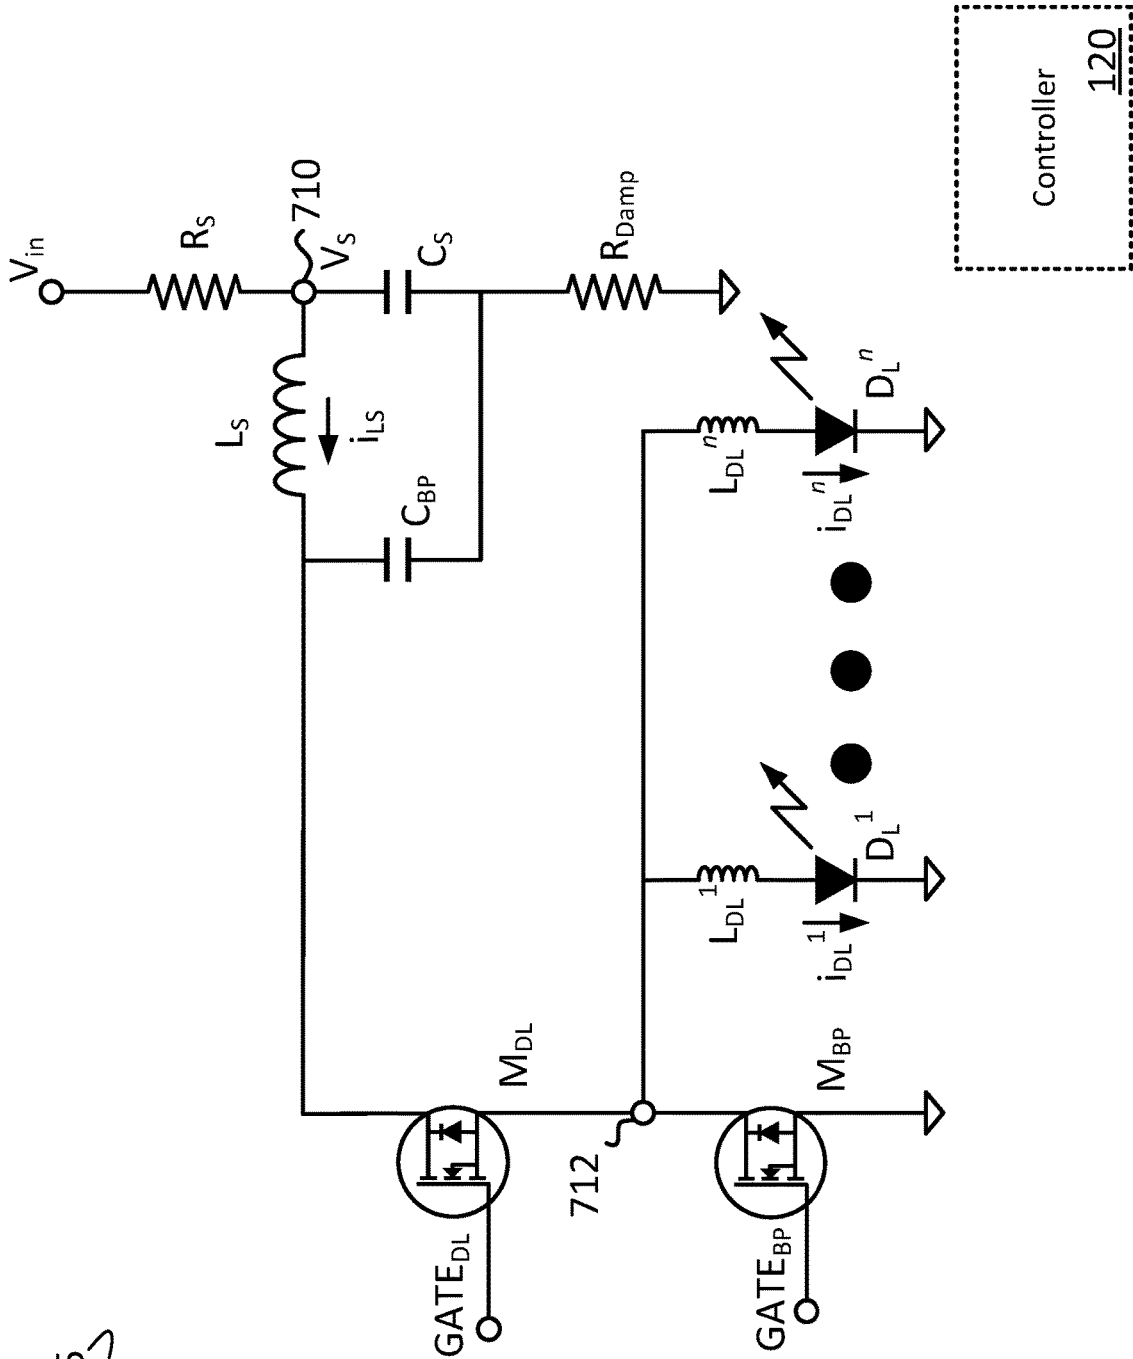 V_in
R_S
710
V_S
C_S
R_Damp
L_S
i_LS
C_BP
GATE_DL
M_DL
712
GATE_BP
M_BP
L_DL^1
i_DL^1
D_L^1
L_DL^n
i_DL^n
D_L^n
Controller
120